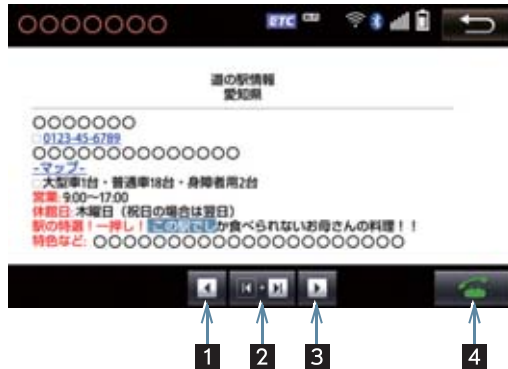 ○○○○○○○ ETC
道の駅情報
愛知県
○○○○○○○
0123-45-6789
○○○○○○○○○○○○○○○
-マップ-
大型車1台・普通車18台・身障者用2台
営業: 9:00~17:00
休館日: 木曜日（祝日の場合は翌日）
駅の特選！一押し！ この駅でしか食べられないお母さんの料理！！
特色など: ○○○○○○○○○○○○○○○○○○○○○○
1 2 3 4